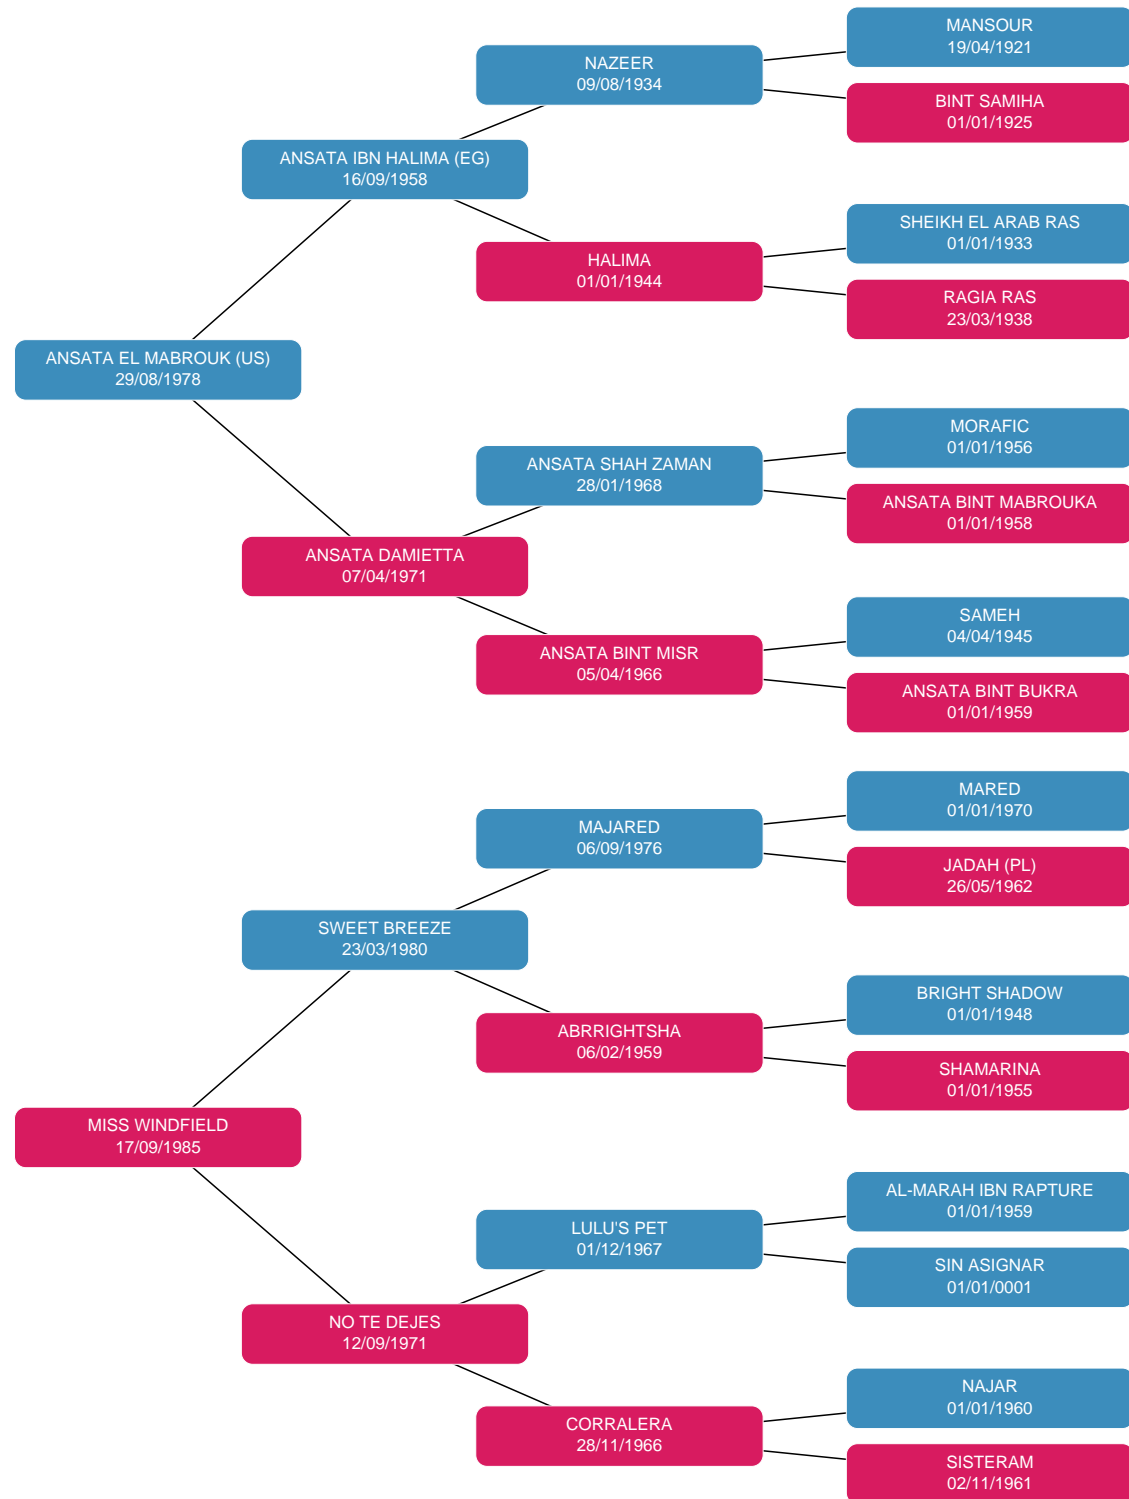 MANSOUR
19/04/1921
NAZEER
09/08/1934
BINT SAMIHA
01/01/1925
ANSATA IBN HALIMA (EG)
16/09/1958
SHEIKH EL ARAB RAS
01/01/1933
HALIMA
01/01/1944
RAGIA RAS
23/03/1938
ANSATA EL MABROUK (US)
29/08/1978
MORAFIC
01/01/1956
ANSATA SHAH ZAMAN
28/01/1968
ANSATA BINT MABROUKA
01/01/1958
ANSATA DAMIETTA
07/04/1971
SAMEH
04/04/1945
ANSATA BINT MISR
05/04/1966
ANSATA BINT BUKRA
01/01/1959
MARED
01/01/1970
MAJARED
06/09/1976
JADAH (PL)
26/05/1962
SWEET BREEZE
23/03/1980
BRIGHT SHADOW
01/01/1948
ABRRIGHTSHA
06/02/1959
SHAMARINA
01/01/1955
MISS WINDFIELD
17/09/1985
AL-MARAH IBN RAPTURE
01/01/1959
LULU'S PET
01/12/1967
SIN ASIGNAR
01/01/0001
NO TE DEJES
12/09/1971
NAJAR
01/01/1960
CORRALERA
28/11/1966
SISTERAM
02/11/1961